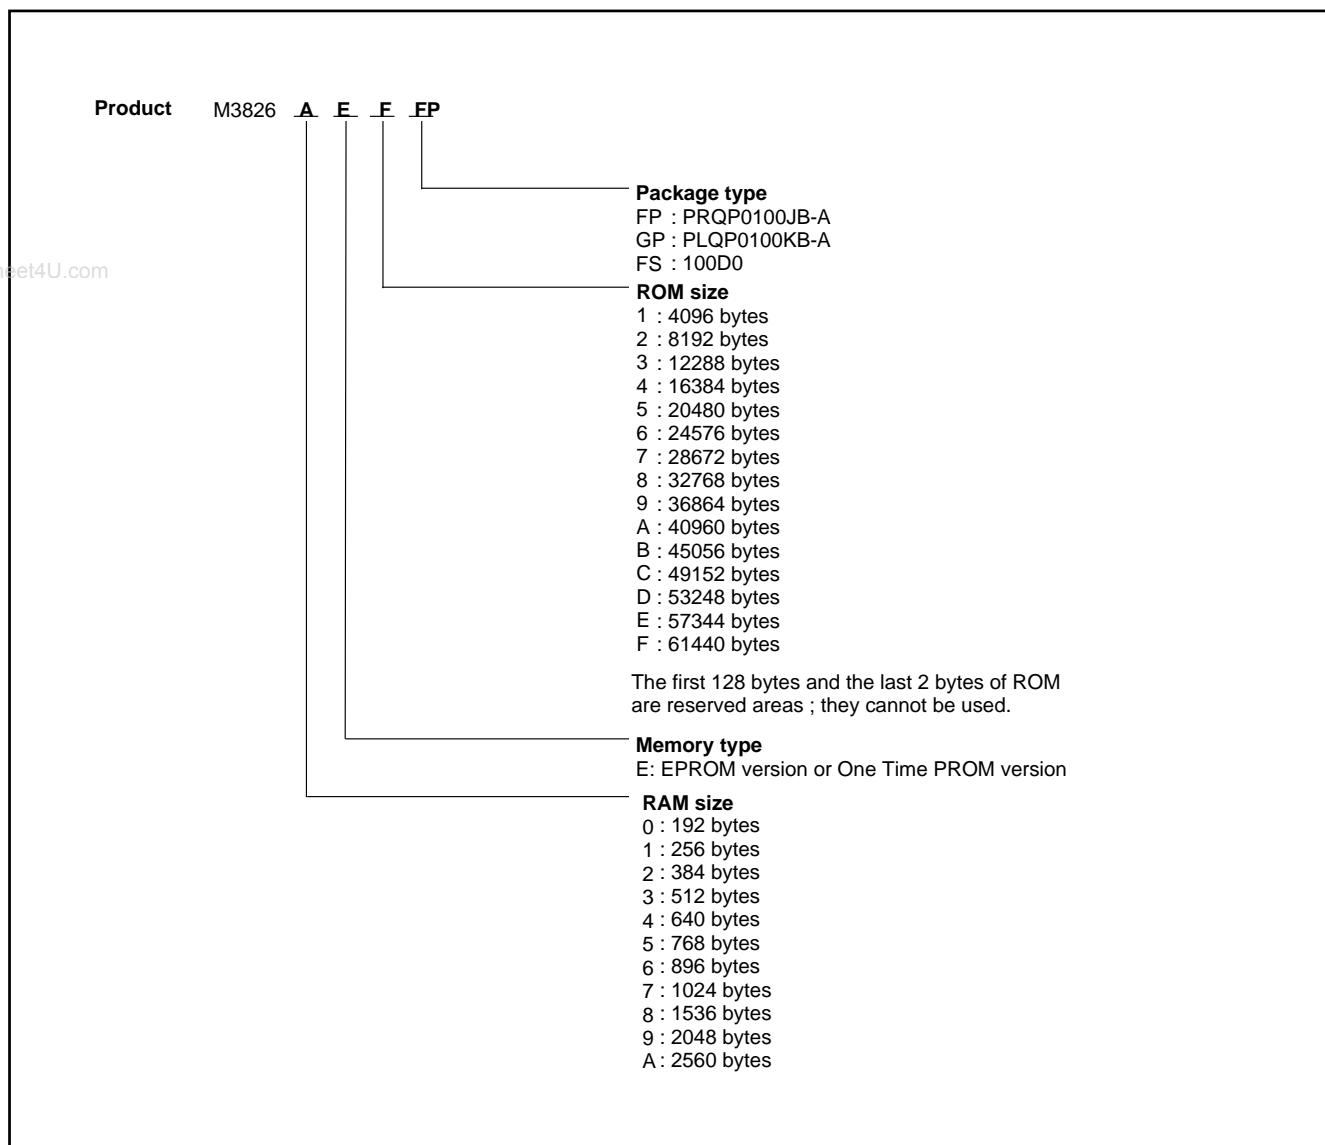 Product M3826 A E F FP
Package type
FP : PRQP0100JB-A
GP : PLQP0100KB-A
FS : 100D0
eet4U.com
ROM size
1 : 4096 bytes
2 : 8192 bytes
3 : 12288 bytes
4 : 16384 bytes
5 : 20480 bytes
6 : 24576 bytes
7 : 28672 bytes
8 : 32768 bytes
9 : 36864 bytes
A : 40960 bytes
B : 45056 bytes
C : 49152 bytes
D : 53248 bytes
E : 57344 bytes
F : 61440 bytes
The first 128 bytes and the last 2 bytes of ROM
are reserved areas ; they cannot be used.
Memory type
E: EPROM version or One Time PROM version
RAM size
0 : 192 bytes
1 : 256 bytes
2 : 384 bytes
3 : 512 bytes
4 : 640 bytes
5 : 768 bytes
6 : 896 bytes
7 : 1024 bytes
8 : 1536 bytes
9 : 2048 bytes
A : 2560 bytes